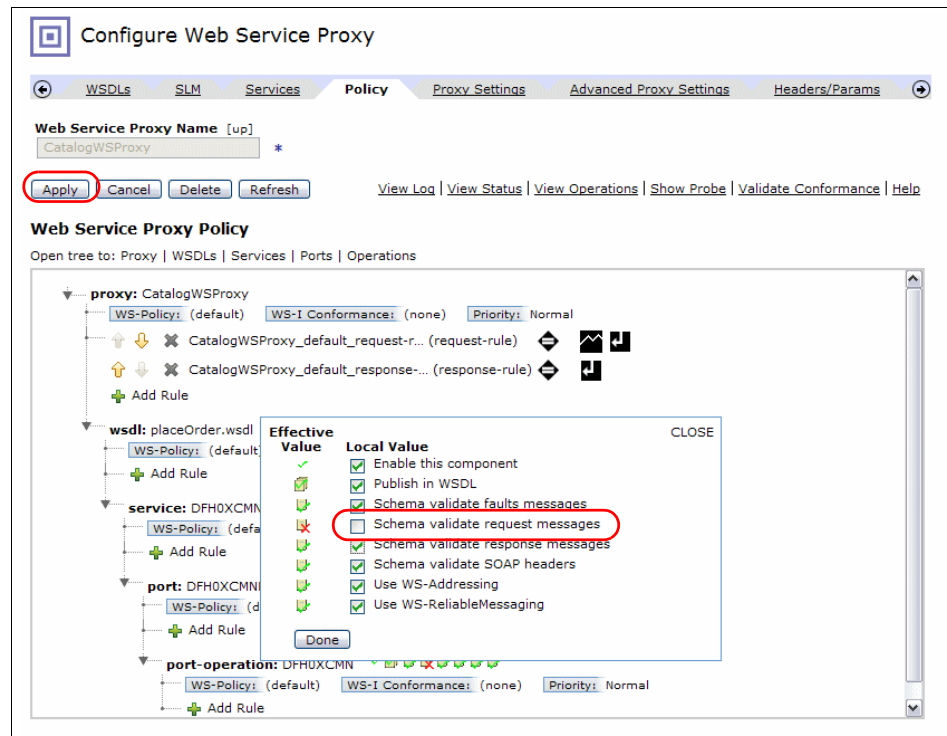 Configure Web Service Proxy
WSDLs SLM Services Policy Proxy Settings Advanced Proxy Settings Headers/Params
Web Service Proxy Name [up]
CatalogWSProxy *
Apply Cancel Delete Refresh View Log | View Status | View Operations | Show Probe | Validate Conformance | Help
Web Service Proxy Policy
Open tree to: Proxy | WSDLs | Services | Ports | Operations
proxy: CatalogWSProxy
WS-Policy: (default) WS-I Conformance: (none) Priority: Normal
CatalogWSProxy_default_request-r... (request-rule)
CatalogWSProxy_default_response-... (response-rule)
Add Rule
wsdl: placeOrder.wsdl
WS-Policy: (default)
Add Rule
service: DFH0XCMN
WS-Policy: (defa
Add Rule
port: DFH0XCMN
WS-Policy: (d
Add Rule
Effective Value Local Value CLOSE
Enable this component
Publish in WSDL
Schema validate faults messages
Schema validate request messages
Schema validate response messages
Schema validate SOAP headers
Use WS-Addressing
Use WS-ReliableMessaging
Done
port-operation: DFH0XCMN
WS-Policy: (default) WS-I Conformance: (none) Priority: Normal
Add Rule